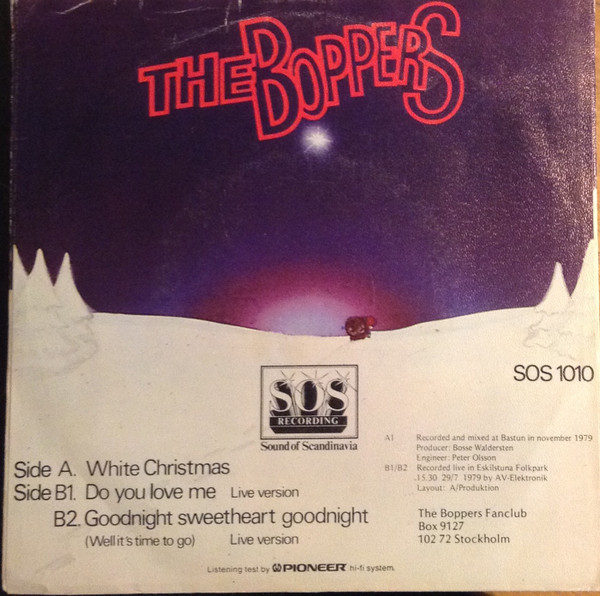 THE BOPPERS
SOS 1010
SOS
RECORDING
Sound of Scandinavia
Side A. White Christmas
Side B1. Do you love me Live version
B2. Goodnight sweetheart goodnight
(Well it's time to go) Live version
A1 Recorded and mixed at Bastun in november 1979
Producer: Bosse Waldersten
Engineer: Peter Olsson
B1/B2 Recorded live in Eskilstuna Folkpark
15.30 29/7 1979 by AV-Elektronik
Layout: A/Produktion
The Boppers Fanclub
Box 9127
102 72 Stockholm
Listening test by PIONEER hi-fi system.